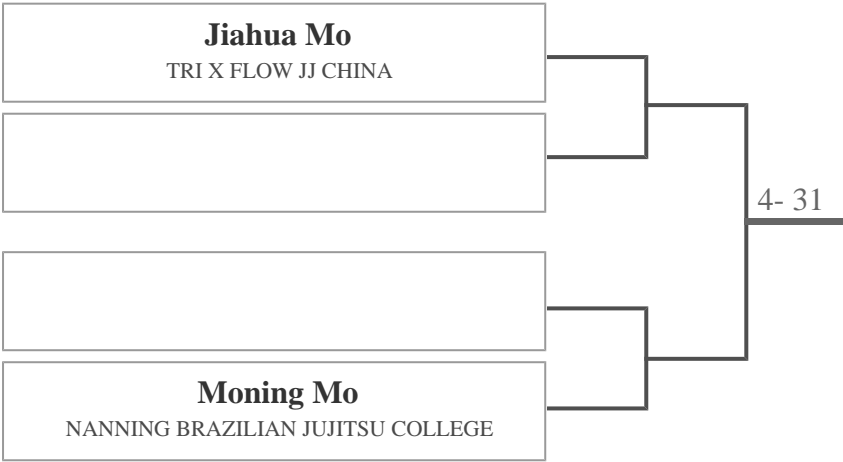 Jiahua Mo
TRI X FLOW JJ CHINA
4- 31
Moning Mo
NANNING BRAZILIAN JUJITSU COLLEGE